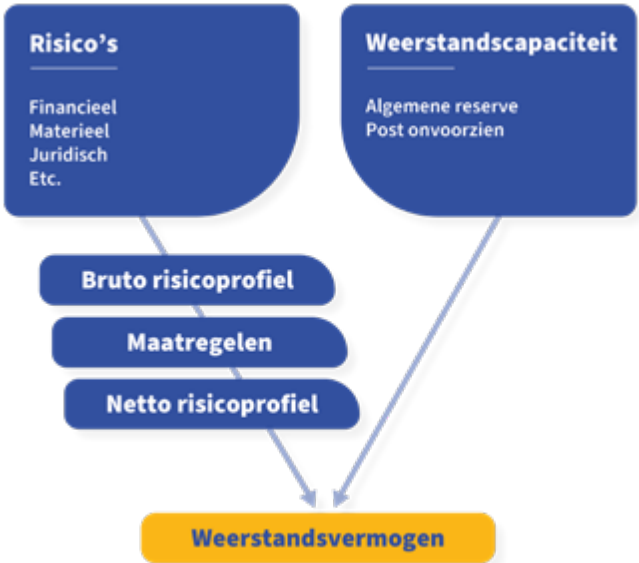 Risico's
Financieel
Materieel
Juridisch
Etc.
Weerstandscapaciteit
Algemene reserve
Post onvoorzien
Bruto risicoprofiel
Maatregelen
Netto risicoprofiel
Weerstandsvermogen